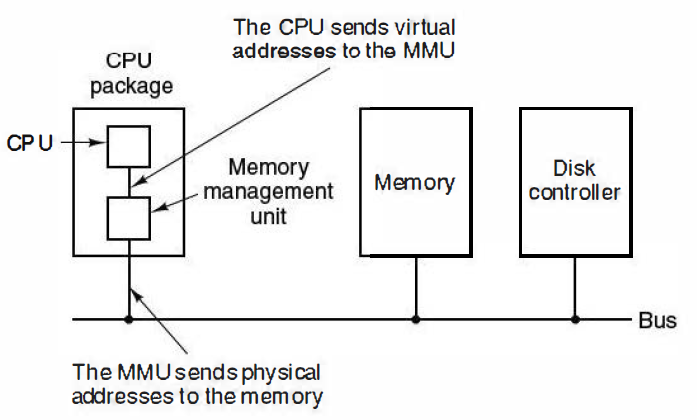 The CPU sends virtual
addresses to the MMU
CPU
package
CPU
Memory
management
unit
Memory
Disk
controller
Bus
The MMU sends physical
addresses to the memory